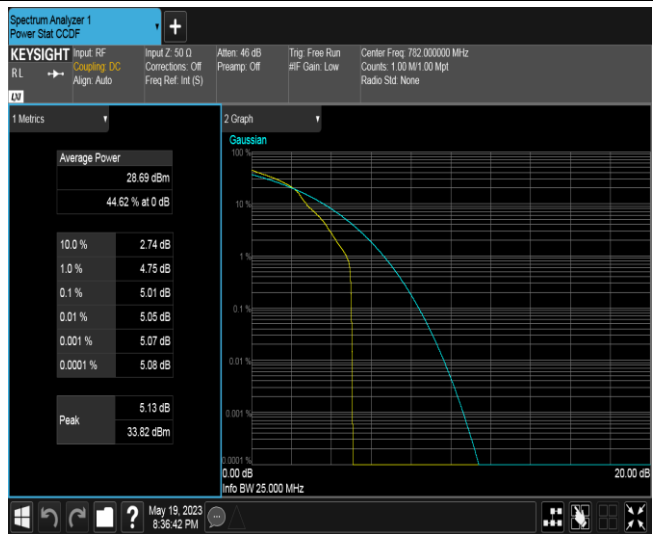 Spectrum Analyzer 1
Power Stat CCDF
+
KEYSIGHT
RL
LXI
Input: RF
Coupling: DC
Align: Auto
Input Z: 50 Ω
Corrections: Off
Freq Ref: Int (S)
Atten: 46 dB
Preamp: Off
Trig: Free Run
#IF Gain: Low
Center Freq: 782.000000 MHz
Counts: 1.00 M/1.00 Mpt
Radio Std: None
1 Metrics
Average Power
28.69 dBm
44.62 % at 0 dB
10.0 % 2.74 dB
1.0 % 4.75 dB
0.1 % 5.01 dB
0.01 % 5.05 dB
0.001 % 5.07 dB
0.0001 % 5.08 dB
Peak
5.13 dB
33.82 dBm
2 Graph
Gaussian
100 %
10 %
1 %
0.1 %
0.01 %
0.001 %
0.0001 %
0.00 dB 20.00 dB
Info BW 25.000 MHz
?
May 19, 2023
8:36:42 PM